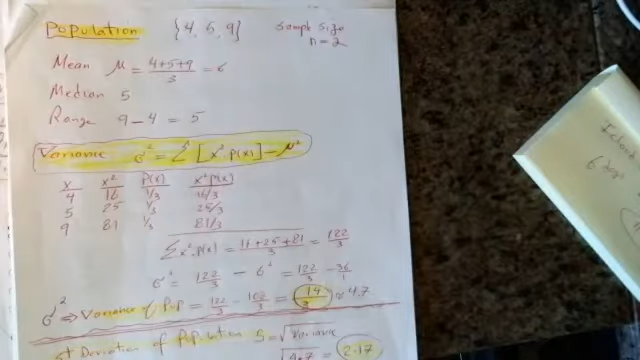 Population {4, 5, 9} Sample Size
n=2
Mean μ = 4+5+9/3 = 6
Median 5
Range 9 - 4 = 5
Variance σ² = Σ [x². p(x)] - μ²
x x² P(x) x² P(x)
4 16 1/3 16/3
5 25 1/3 25/3
9 81 1/3 81/3
Σx². p(x) = 11+25+81/3 = 122/3
σ² = 122/3 - 6² = 122/3 - 36/1
σ² ⇒ Variance of Pop = 122/3 - 108/3 = 14/3 ≈ 4.7
St Deviation of Population S = √Variance
√4.7 = 2.17
6